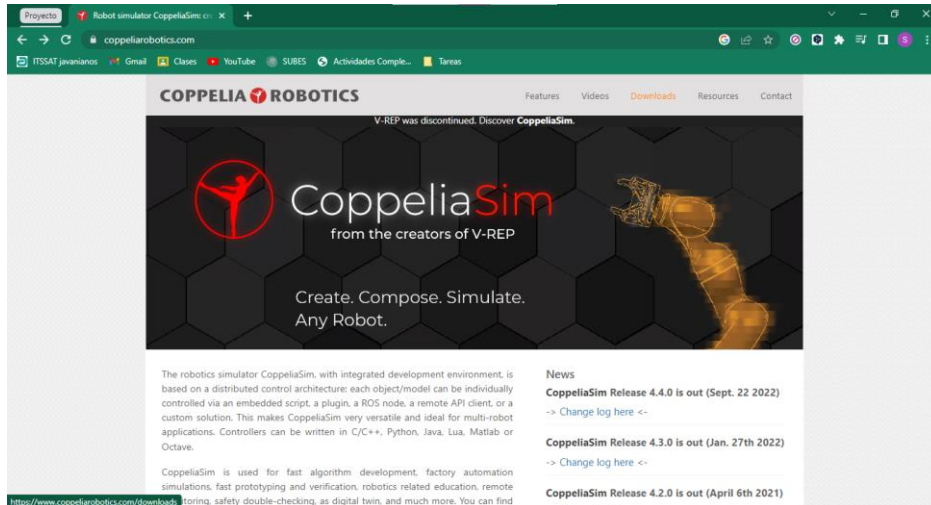 Proyecto
Robot simulator CoppeliaSim: cr
coppeliarobotics.com
ITSSAT javanianos Gmail Clases YouTube SUBES Actividades Comple... Tareas
COPPELIA ROBOTICS
Features Videos Downloads Resources Contact
V-REP was discontinued. Discover CoppeliaSim.
CoppeliaSim
from the creators of V-REP
Create. Compose. Simulate.
Any Robot.
The robotics simulator CoppeliaSim, with integrated development environment, is
based on a distributed control architecture: each object/model can be individually
controlled via an embedded script, a plugin, a ROS node, a remote API client, or a
custom solution. This makes CoppeliaSim very versatile and ideal for multi-robot
applications. Controllers can be written in C/C++, Python, Java, Lua, Matlab or
Octave.
CoppeliaSim is used for fast algorithm development, factory automation
simulations, fast prototyping and verification, robotics related education, remote
itoring, safety double-checking, as digital twin, and much more. You can find
https://www.coppeliarobotics.com/downloads
News
CoppeliaSim Release 4.4.0 is out (Sept. 22 2022)
-> Change log here <-
CoppeliaSim Release 4.3.0 is out (Jan. 27th 2022)
-> Change log here <-
CoppeliaSim Release 4.2.0 is out (April 6th 2021)